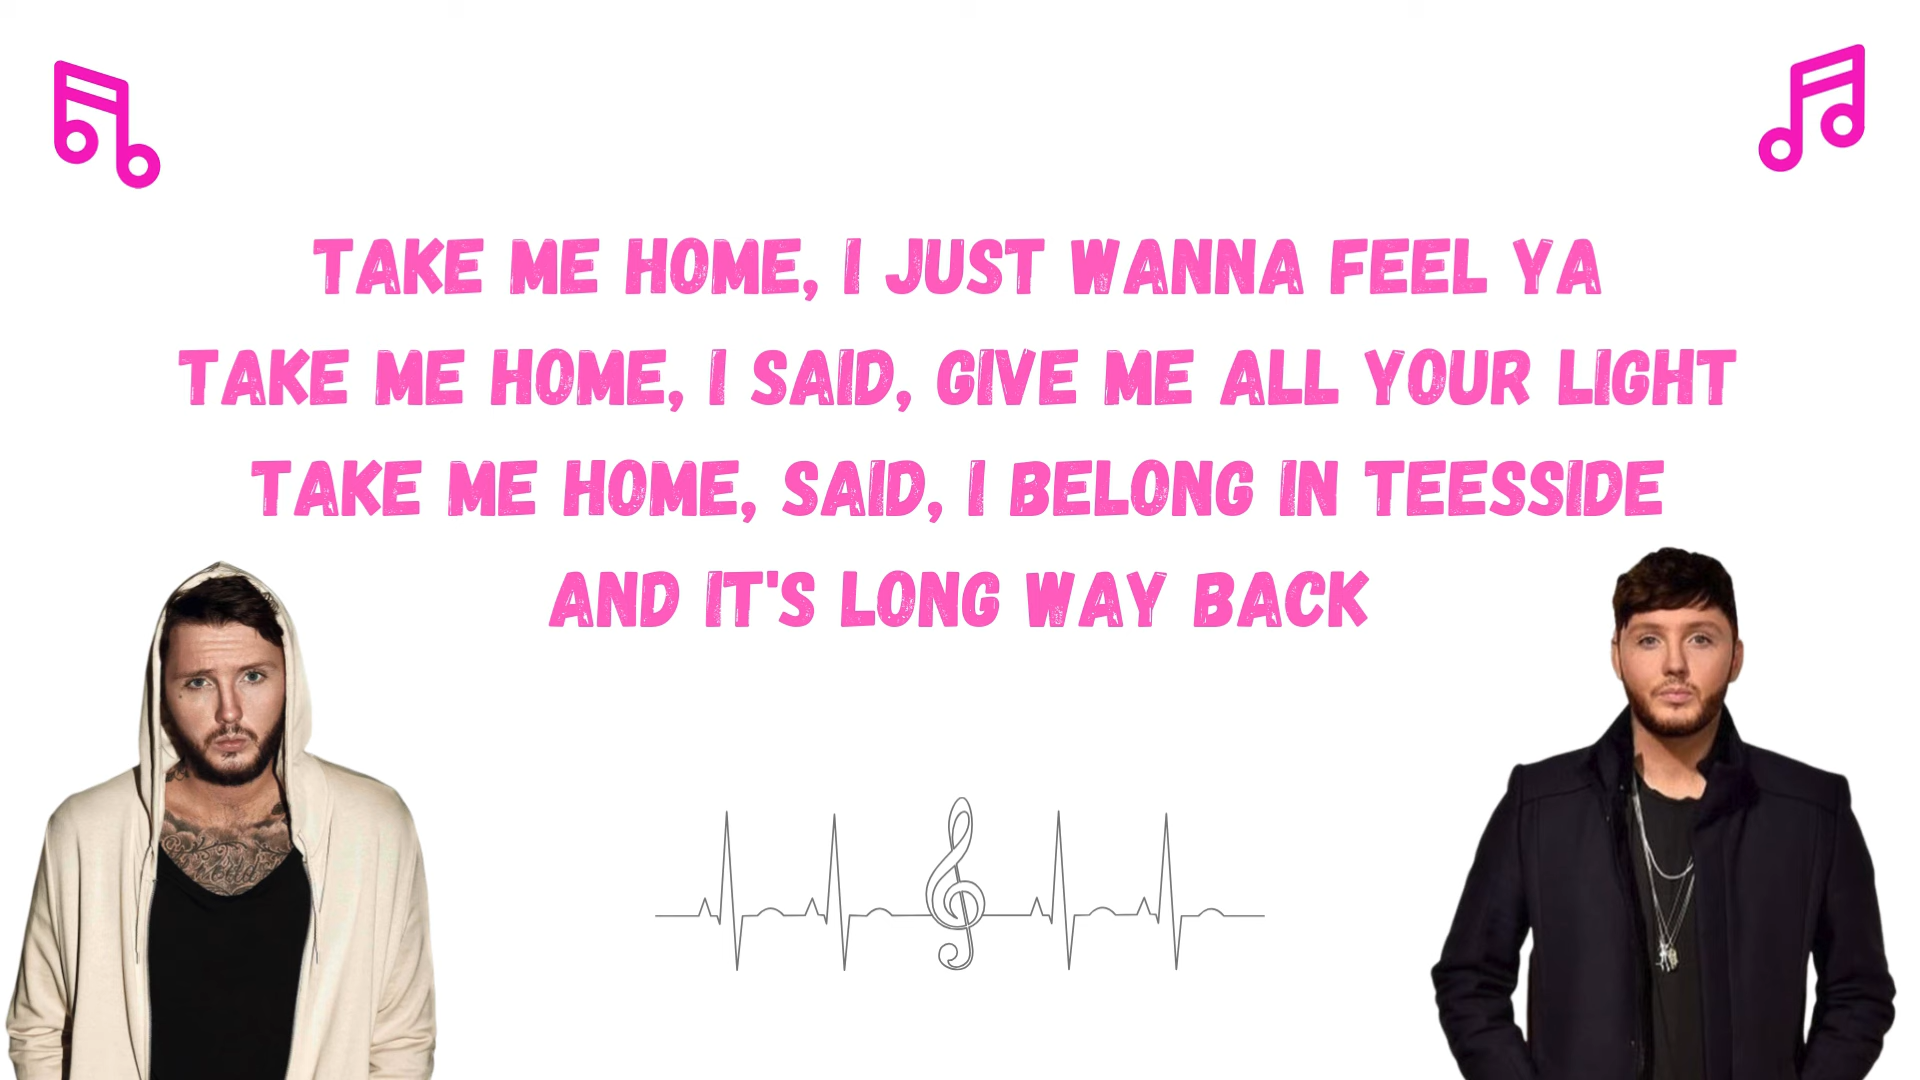 TAKE ME HOME, I JUST WANNA FEEL YA
TAKE ME HOME, I SAID, GIVE ME ALL YOUR LIGHT
TAKE ME HOME, SAID, I BELONG IN TEESSIDE
AND IT'S LONG WAY BACK